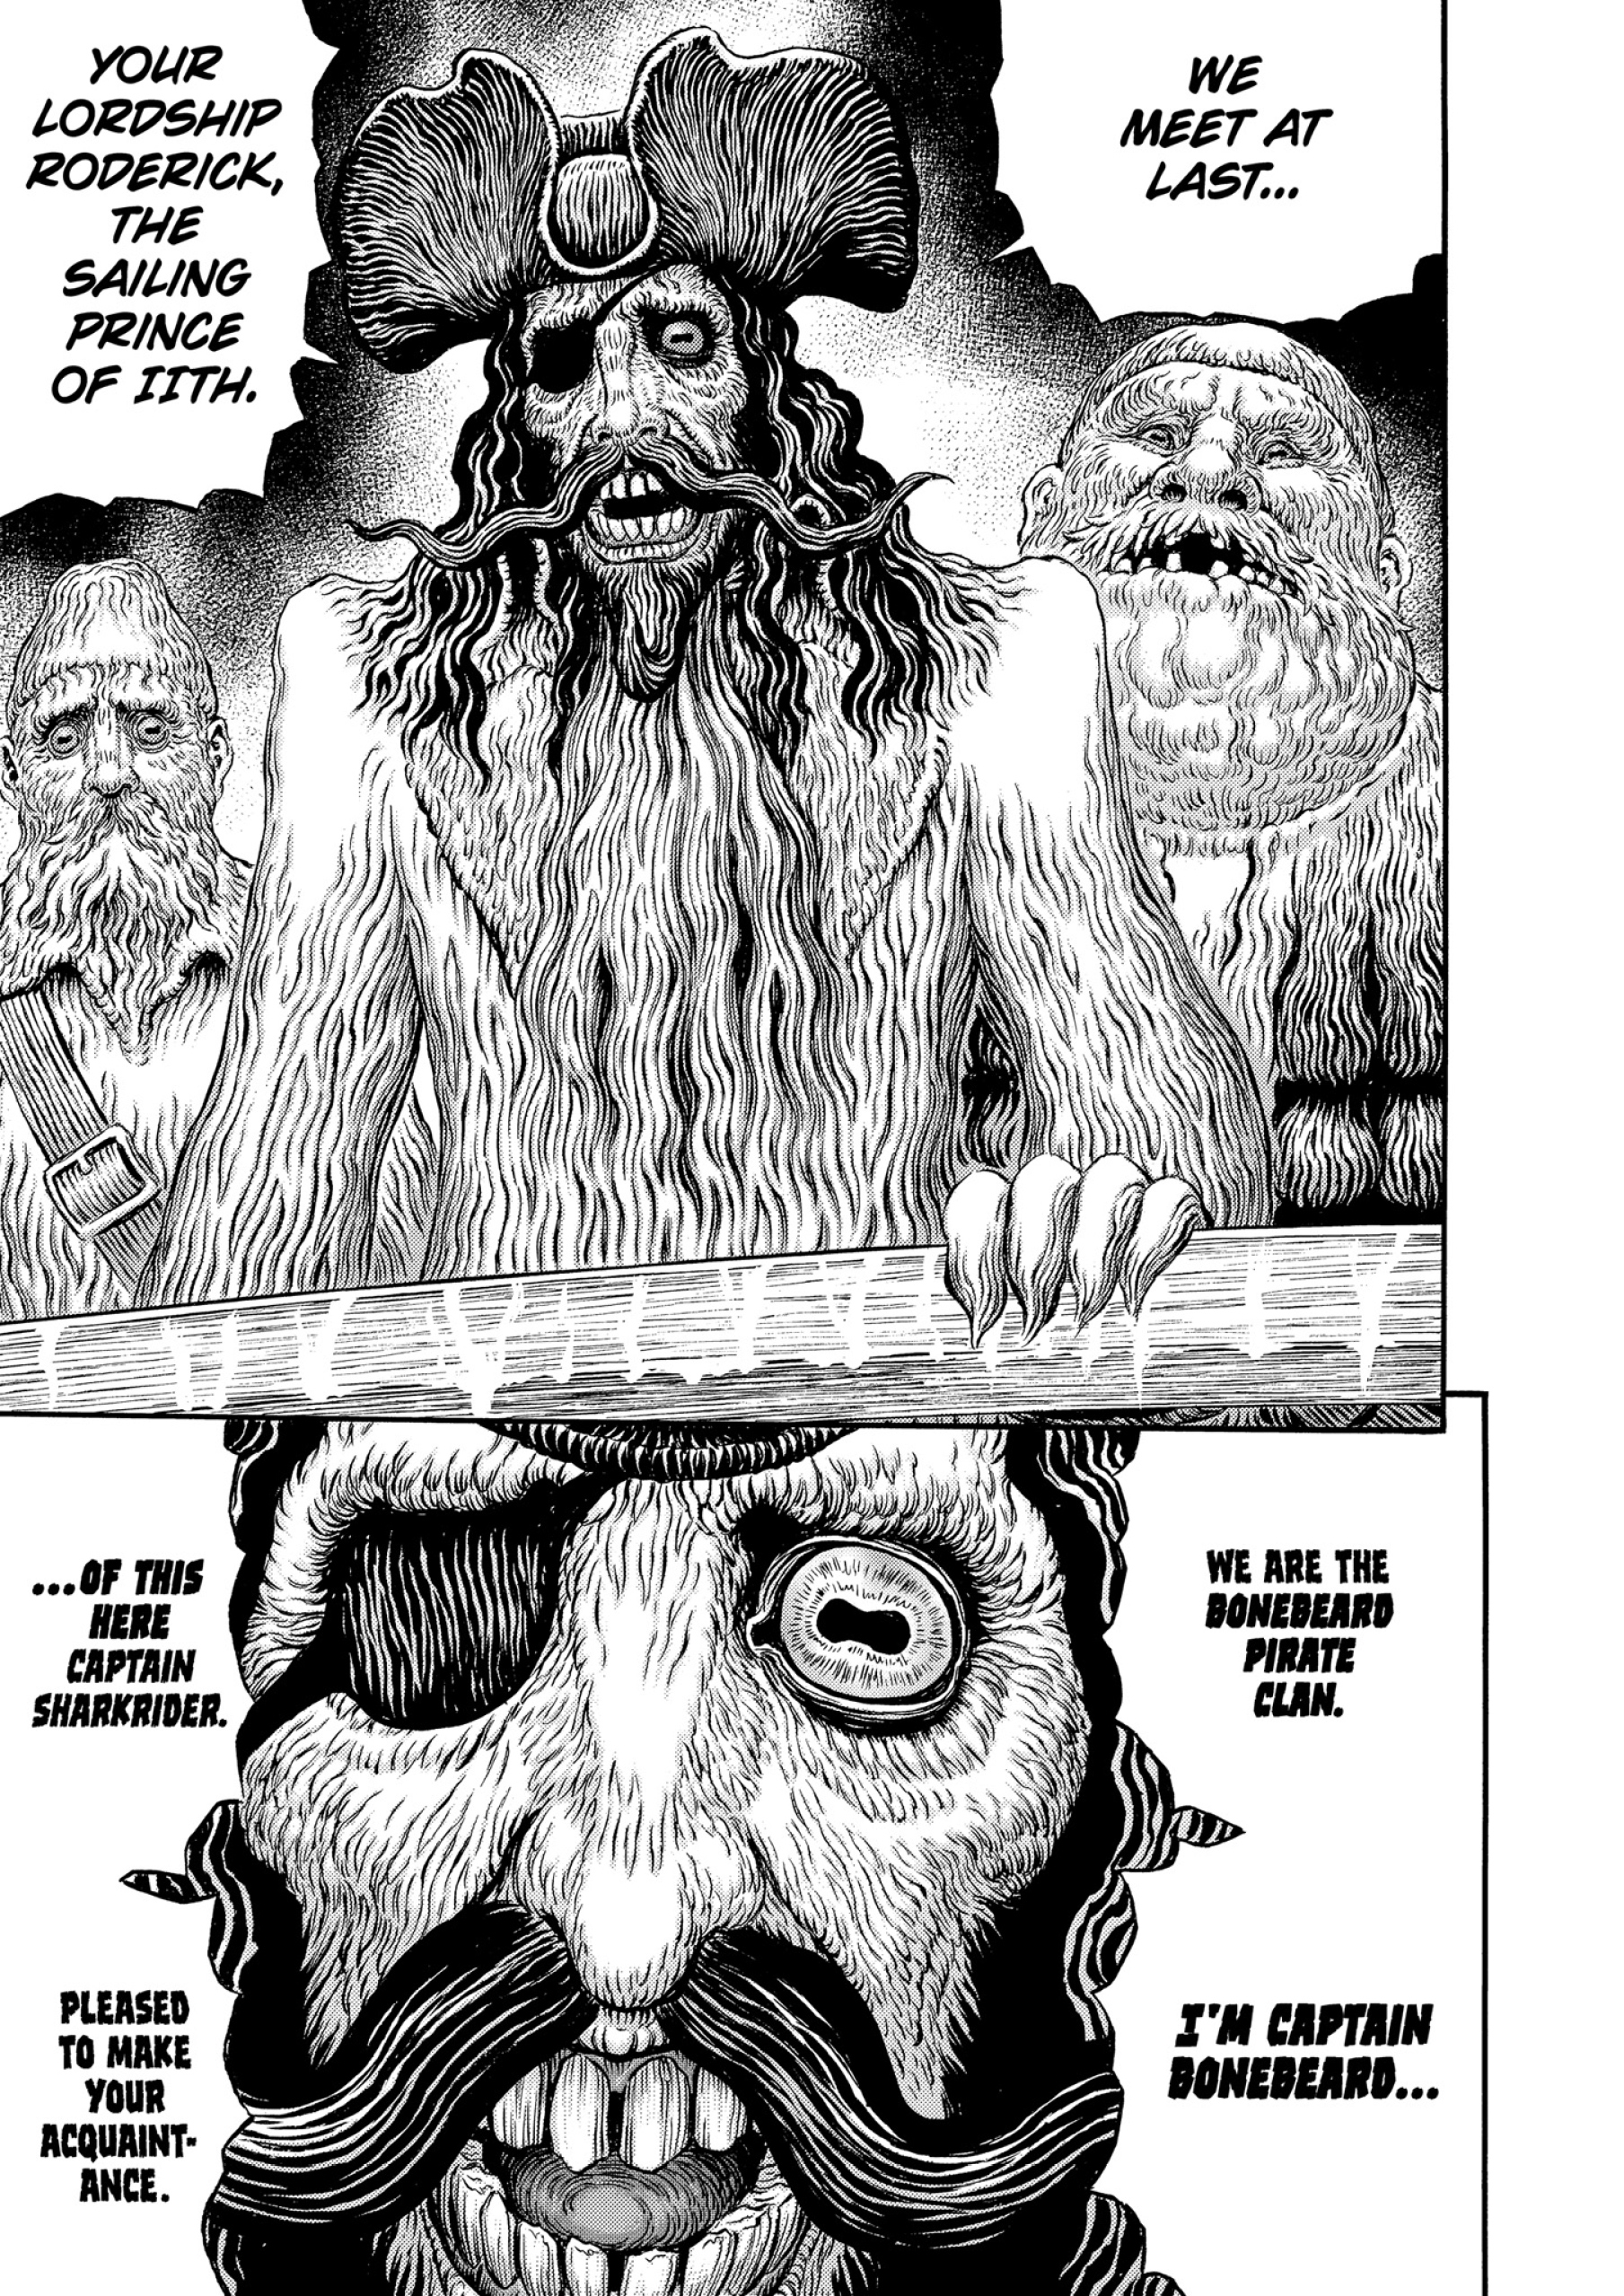 WE
MEET AT
LAST...
YOUR
LORDSHIP
RODERICK,
THE
SAILING
PRINCE
OF IITH.
WE ARE THE
BONEBEARD
PIRATE
CLAN.
I'M CAPTAIN
BONEBEARD...
...OF THIS
HERE
CAPTAIN
SHARKRIDER.
PLEASED
TO MAKE
YOUR
ACQUAINT-
ANCE.